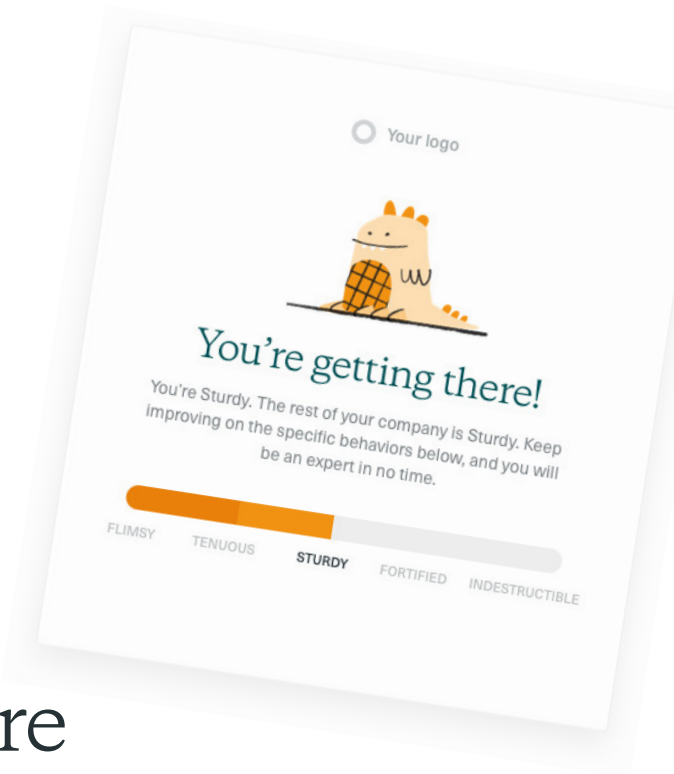 Your logo
You're getting there!
You're Sturdy. The rest of your company is Sturdy. Keep
improving on the specific behaviors below, and you will
be an expert in no time.
FLIMSY
TENUOUS
STURDY
FORTIFIED
INDESTRUCTIBLE
re